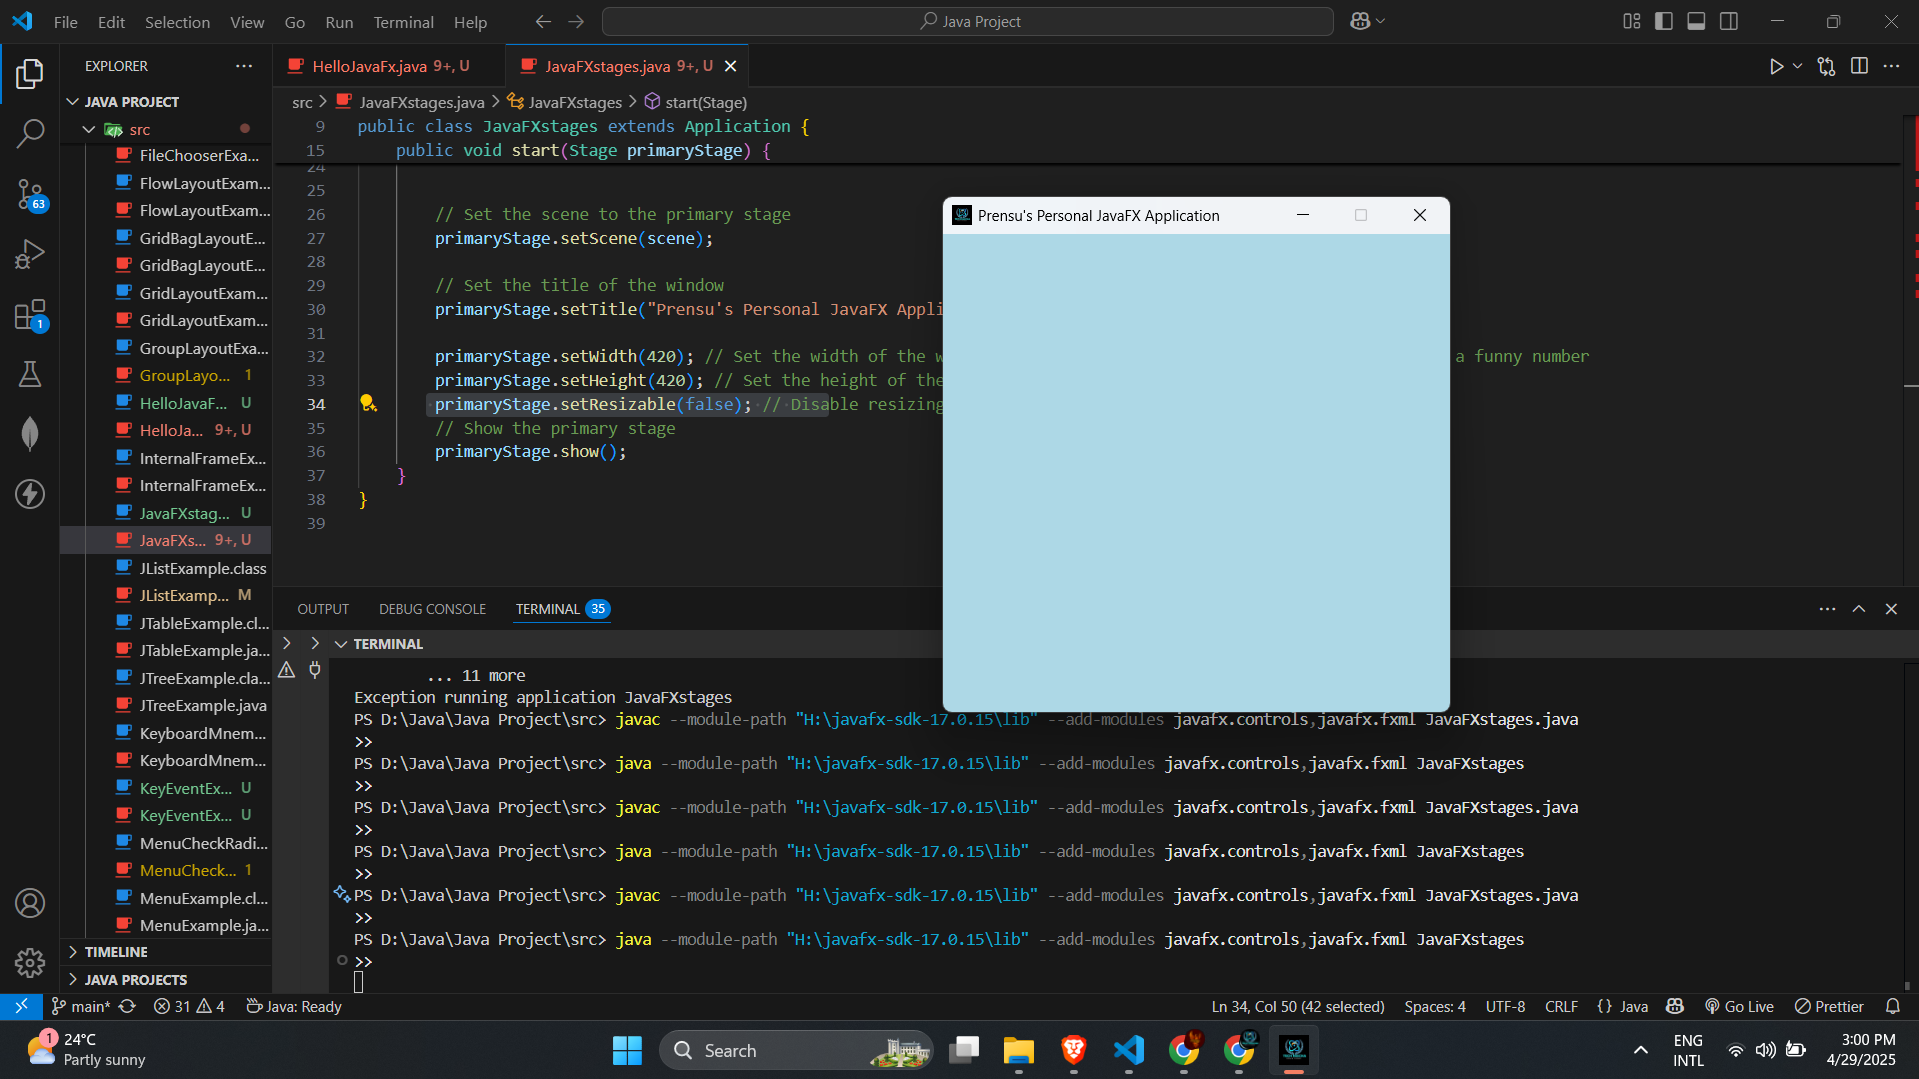 File Edit Selection View Go Run Terminal Help
Java Project
EXPLORER
HelloJavaFx.java 9+, U
JavaFXstages.java 9+, U
JAVA PROJECT
src
FileChooserExa...
FlowLayoutExam...
FlowLayoutExam...
GridBagLayoutE...
GridBagLayoutE...
GridLayoutExam...
GridLayoutExam...
GroupLayoutExa...
GroupLayo... 1
HelloJavaF... U
HelloJa... 9+, U
InternalFrameEx...
InternalFrameEx...
JavaFXstag... U
JavaFXs... 9+, U
JListExample.class
JListExamp... M
JTableExample.cl...
JTableExample.ja...
JTreeExample.cla...
JTreeExample.java
KeyboardMnem...
KeyboardMnem...
KeyEventEx... U
KeyEventEx... U
MenuCheckRadi...
MenuCheck... 1
MenuExample.cl...
MenuExample.ja...
TIMELINE
JAVA PROJECTS
63
1
src > JavaFXstages.java > JavaFXstages > start(Stage)
9 public class JavaFXstages extends Application {
15 public void start(Stage primaryStage) {
24
25
26 // Set the scene to the primary stage
27 primaryStage.setScene(scene);
28
29 // Set the title of the window
30 primaryStage.setTitle("Prensu's Personal JavaFX Appli
31
32 primaryStage.setWidth(420); // Set the width of the w a funny number
33 primaryStage.setHeight(420); // Set the height of the
34 primaryStage.setResizable(false); // Disable resizing
35 // Show the primary stage
36 primaryStage.show();
37 }
38 }
39
Prensu's Personal JavaFX Application
OUTPUT DEBUG CONSOLE TERMINAL 35
TERMINAL
... 11 more
Exception running application JavaFXstages
PS D:\Java\Java Project\src> javac --module-path "H:\javafx-sdk-17.0.15\lib" --add-modules javafx.controls,javafx.fxml JavaFXstages.java
>>
PS D:\Java\Java Project\src> java --module-path "H:\javafx-sdk-17.0.15\lib" --add-modules javafx.controls,javafx.fxml JavaFXstages
>>
PS D:\Java\Java Project\src> javac --module-path "H:\javafx-sdk-17.0.15\lib" --add-modules javafx.controls,javafx.fxml JavaFXstages.java
>>
PS D:\Java\Java Project\src> java --module-path "H:\javafx-sdk-17.0.15\lib" --add-modules javafx.controls,javafx.fxml JavaFXstages
>>
PS D:\Java\Java Project\src> javac --module-path "H:\javafx-sdk-17.0.15\lib" --add-modules javafx.controls,javafx.fxml JavaFXstages.java
>>
PS D:\Java\Java Project\src> java --module-path "H:\javafx-sdk-17.0.15\lib" --add-modules javafx.controls,javafx.fxml JavaFXstages
>>
main* 31 4 Java: Ready
Ln 34, Col 50 (42 selected) Spaces: 4 UTF-8 CRLF {} Java Go Live Prettier
1
24°C
Partly sunny
Search
ENG
INTL
3:00 PM
4/29/2025